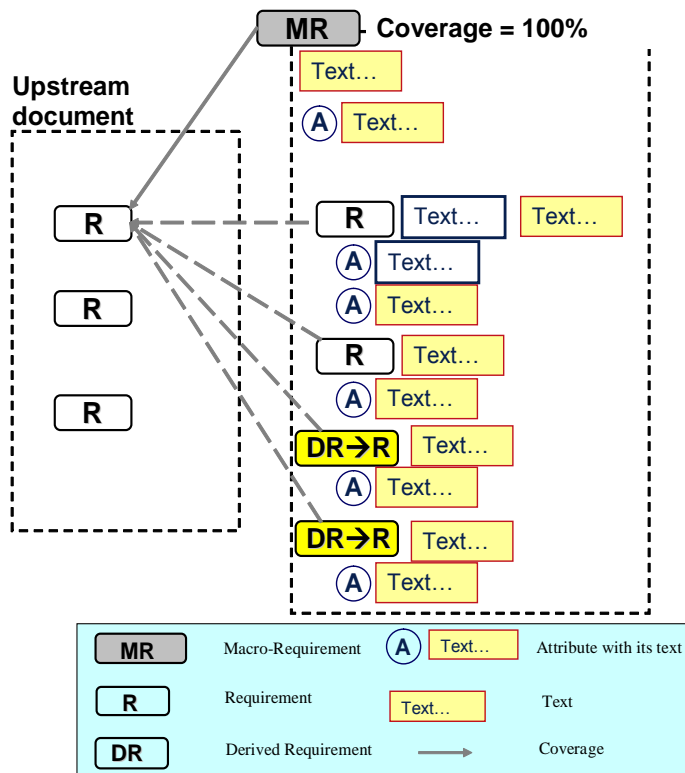 MR - Coverage = 100%
Text...
Upstream
document
A Text...
R R Text... Text...
A Text...
R A Text...
R Text...
R A Text...
DR→R Text...
A Text...
DR→R Text...
A Text...
MR Macro-Requirement A Text... Attribute with its text
R Requirement Text... Text
DR Derived Requirement Coverage